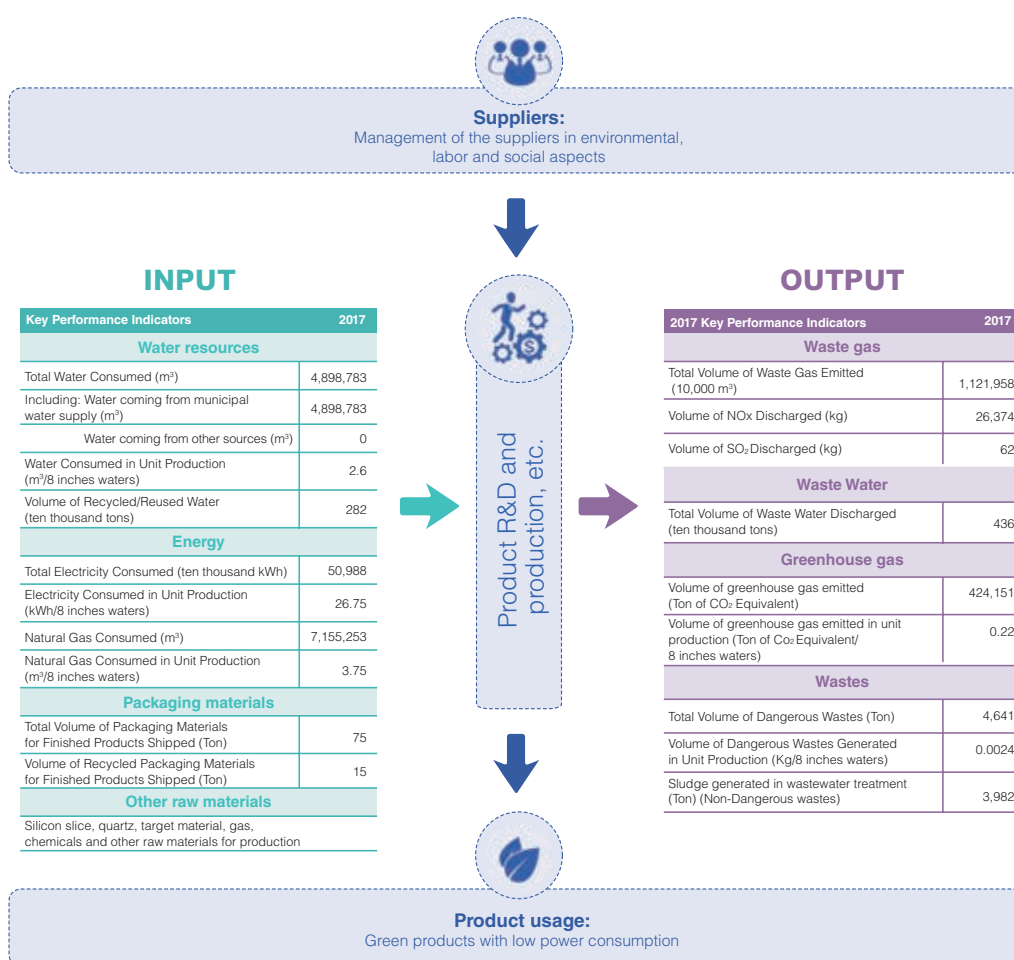 Suppliers:
Management of the suppliers in environmental,
labor and social aspects
INPUT
Key Performance Indicators 2017
Water resources
Total Water Consumed (m³) 4,898,783
Including: Water coming from municipal
water supply (m³) 4,898,783
Water coming from other sources (m³) 0
Water Consumed in Unit Production
(m³/8 inches waters) 2.6
Volume of Recycled/Reused Water
(ten thousand tons) 282
Energy
Total Electricity Consumed (ten thousand kWh) 50,988
Electricity Consumed in Unit Production
(kWh/8 inches waters) 26.75
Natural Gas Consumed (m³) 7,155,253
Natural Gas Consumed in Unit Production
(m³/8 inches waters) 3.75
Packaging materials
Total Volume of Packaging Materials
for Finished Products Shipped (Ton) 75
Volume of Recycled Packaging Materials
for Finished Products Shipped (Ton) 15
Other raw materials
Silicon slice, quartz, target material, gas,
chemicals and other raw materials for production
$
Product R&D and
production, etc.
OUTPUT
2017 Key Performance Indicators 2017
Waste gas
Total Volume of Waste Gas Emitted
(10,000 m³) 1,121,958
Volume of NOx Discharged (kg) 26,374
Volume of SO₂ Discharged (kg) 62
Waste Water
Total Volume of Waste Water Discharged
(ten thousand tons) 436
Greenhouse gas
Volume of greenhouse gas emitted
(Ton of CO₂ Equivalent) 424,151
Volume of greenhouse gas emitted in unit
production (Ton of Co₂ Equivalent/
8 inches waters) 0.22
Wastes
Total Volume of Dangerous Wastes (Ton) 4,641
Volume of Dangerous Wastes Generated
in Unit Production (Kg/8 inches waters) 0.0024
Sludge generated in wastewater treatment
(Ton) (Non-Dangerous wastes) 3,982
Product usage:
Green products with low power consumption